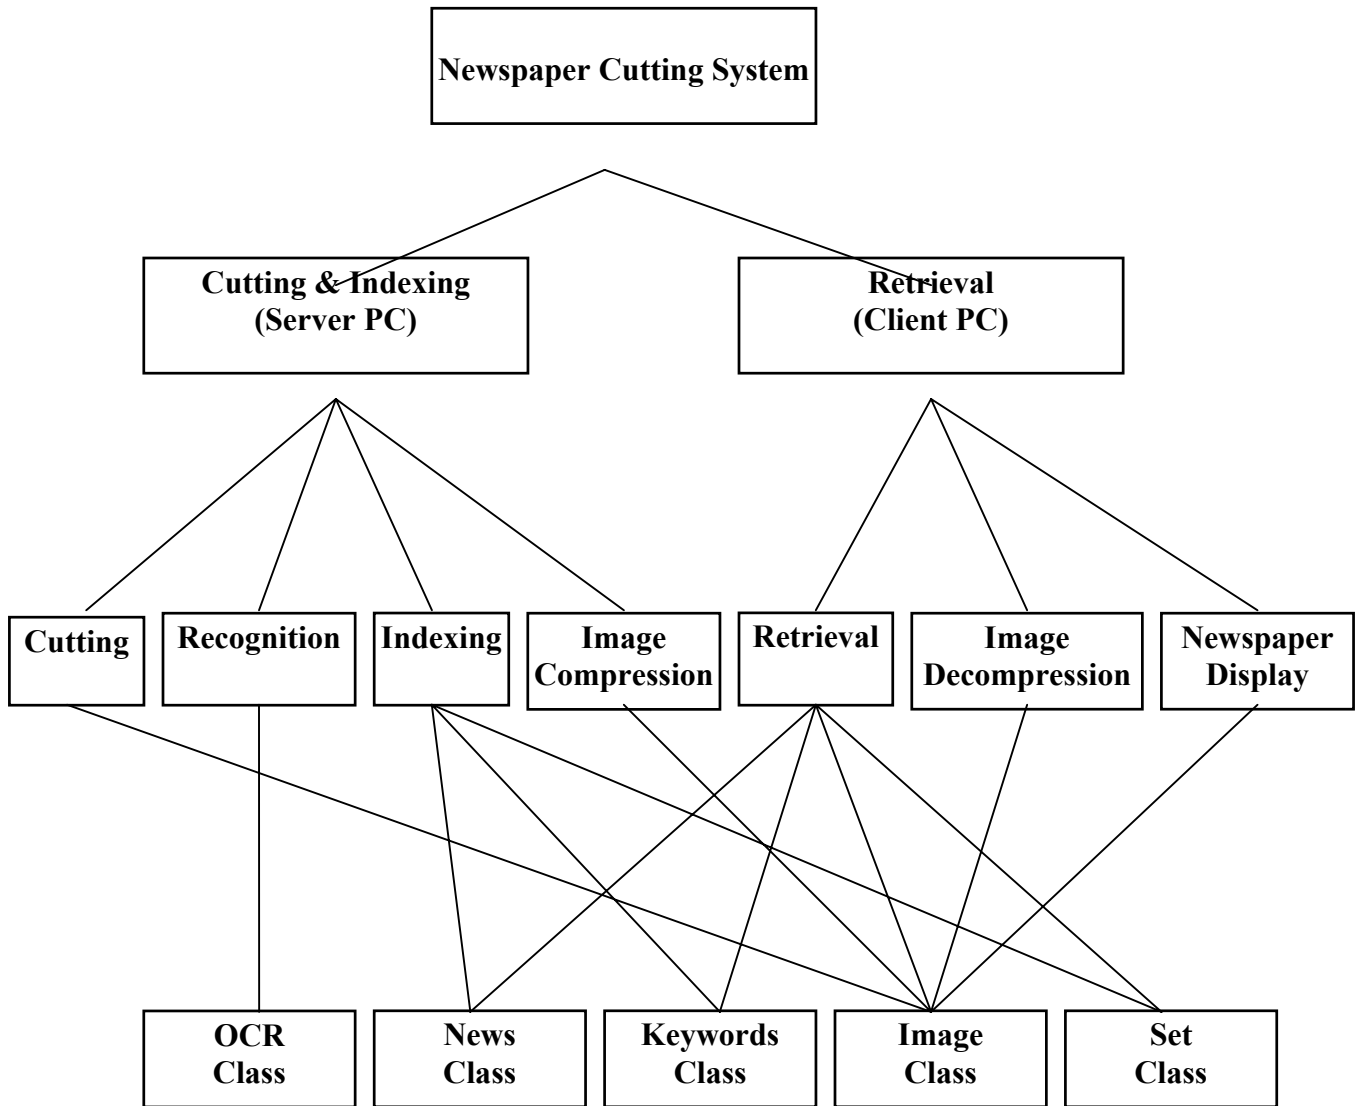 Newspaper Cutting System
Cutting & Indexing
(Server PC)
Retrieval
(Client PC)
Cutting
Recognition
Indexing
Image
Compression
Retrieval
Image
Decompression
Newspaper
Display
OCR
Class
News
Class
Keywords
Class
Image
Class
Set
Class